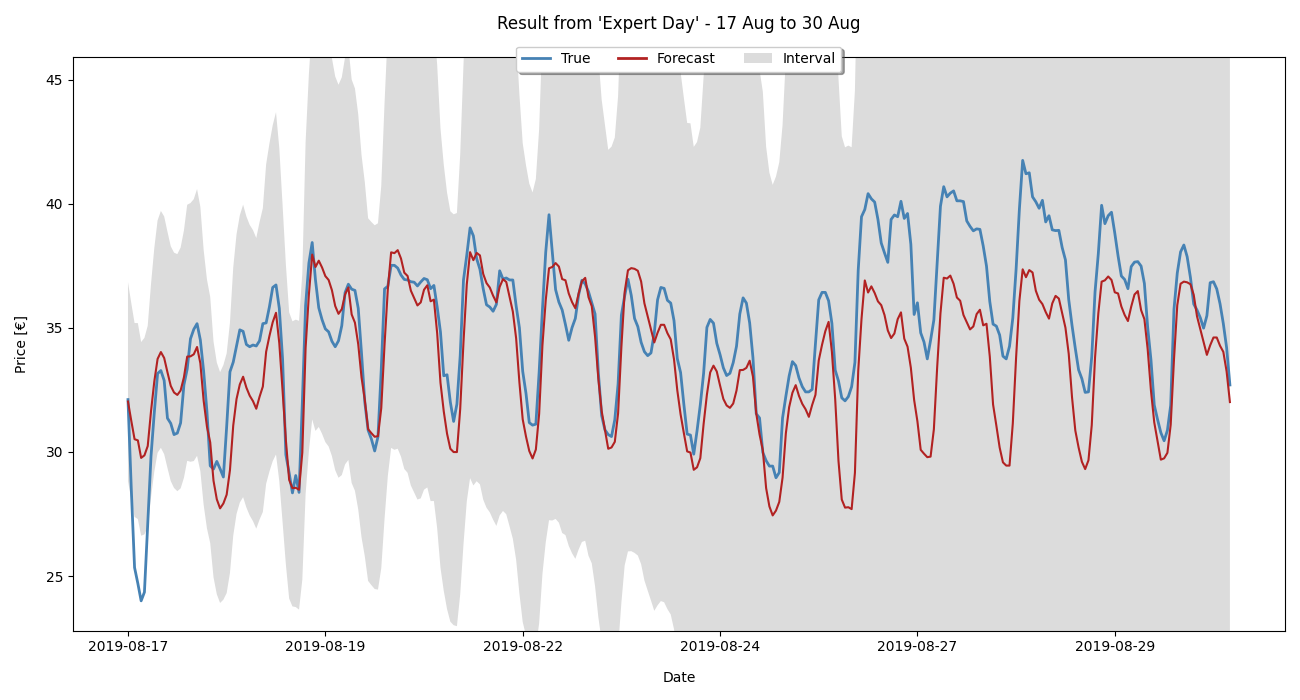 Result from 'Expert Day' - 17 Aug to 30 Aug
True Forecast Interval
Price [€]
45
40
35
30
25
2019-08-17 2019-08-19 2019-08-22 2019-08-24 2019-08-27 2019-08-29
Date